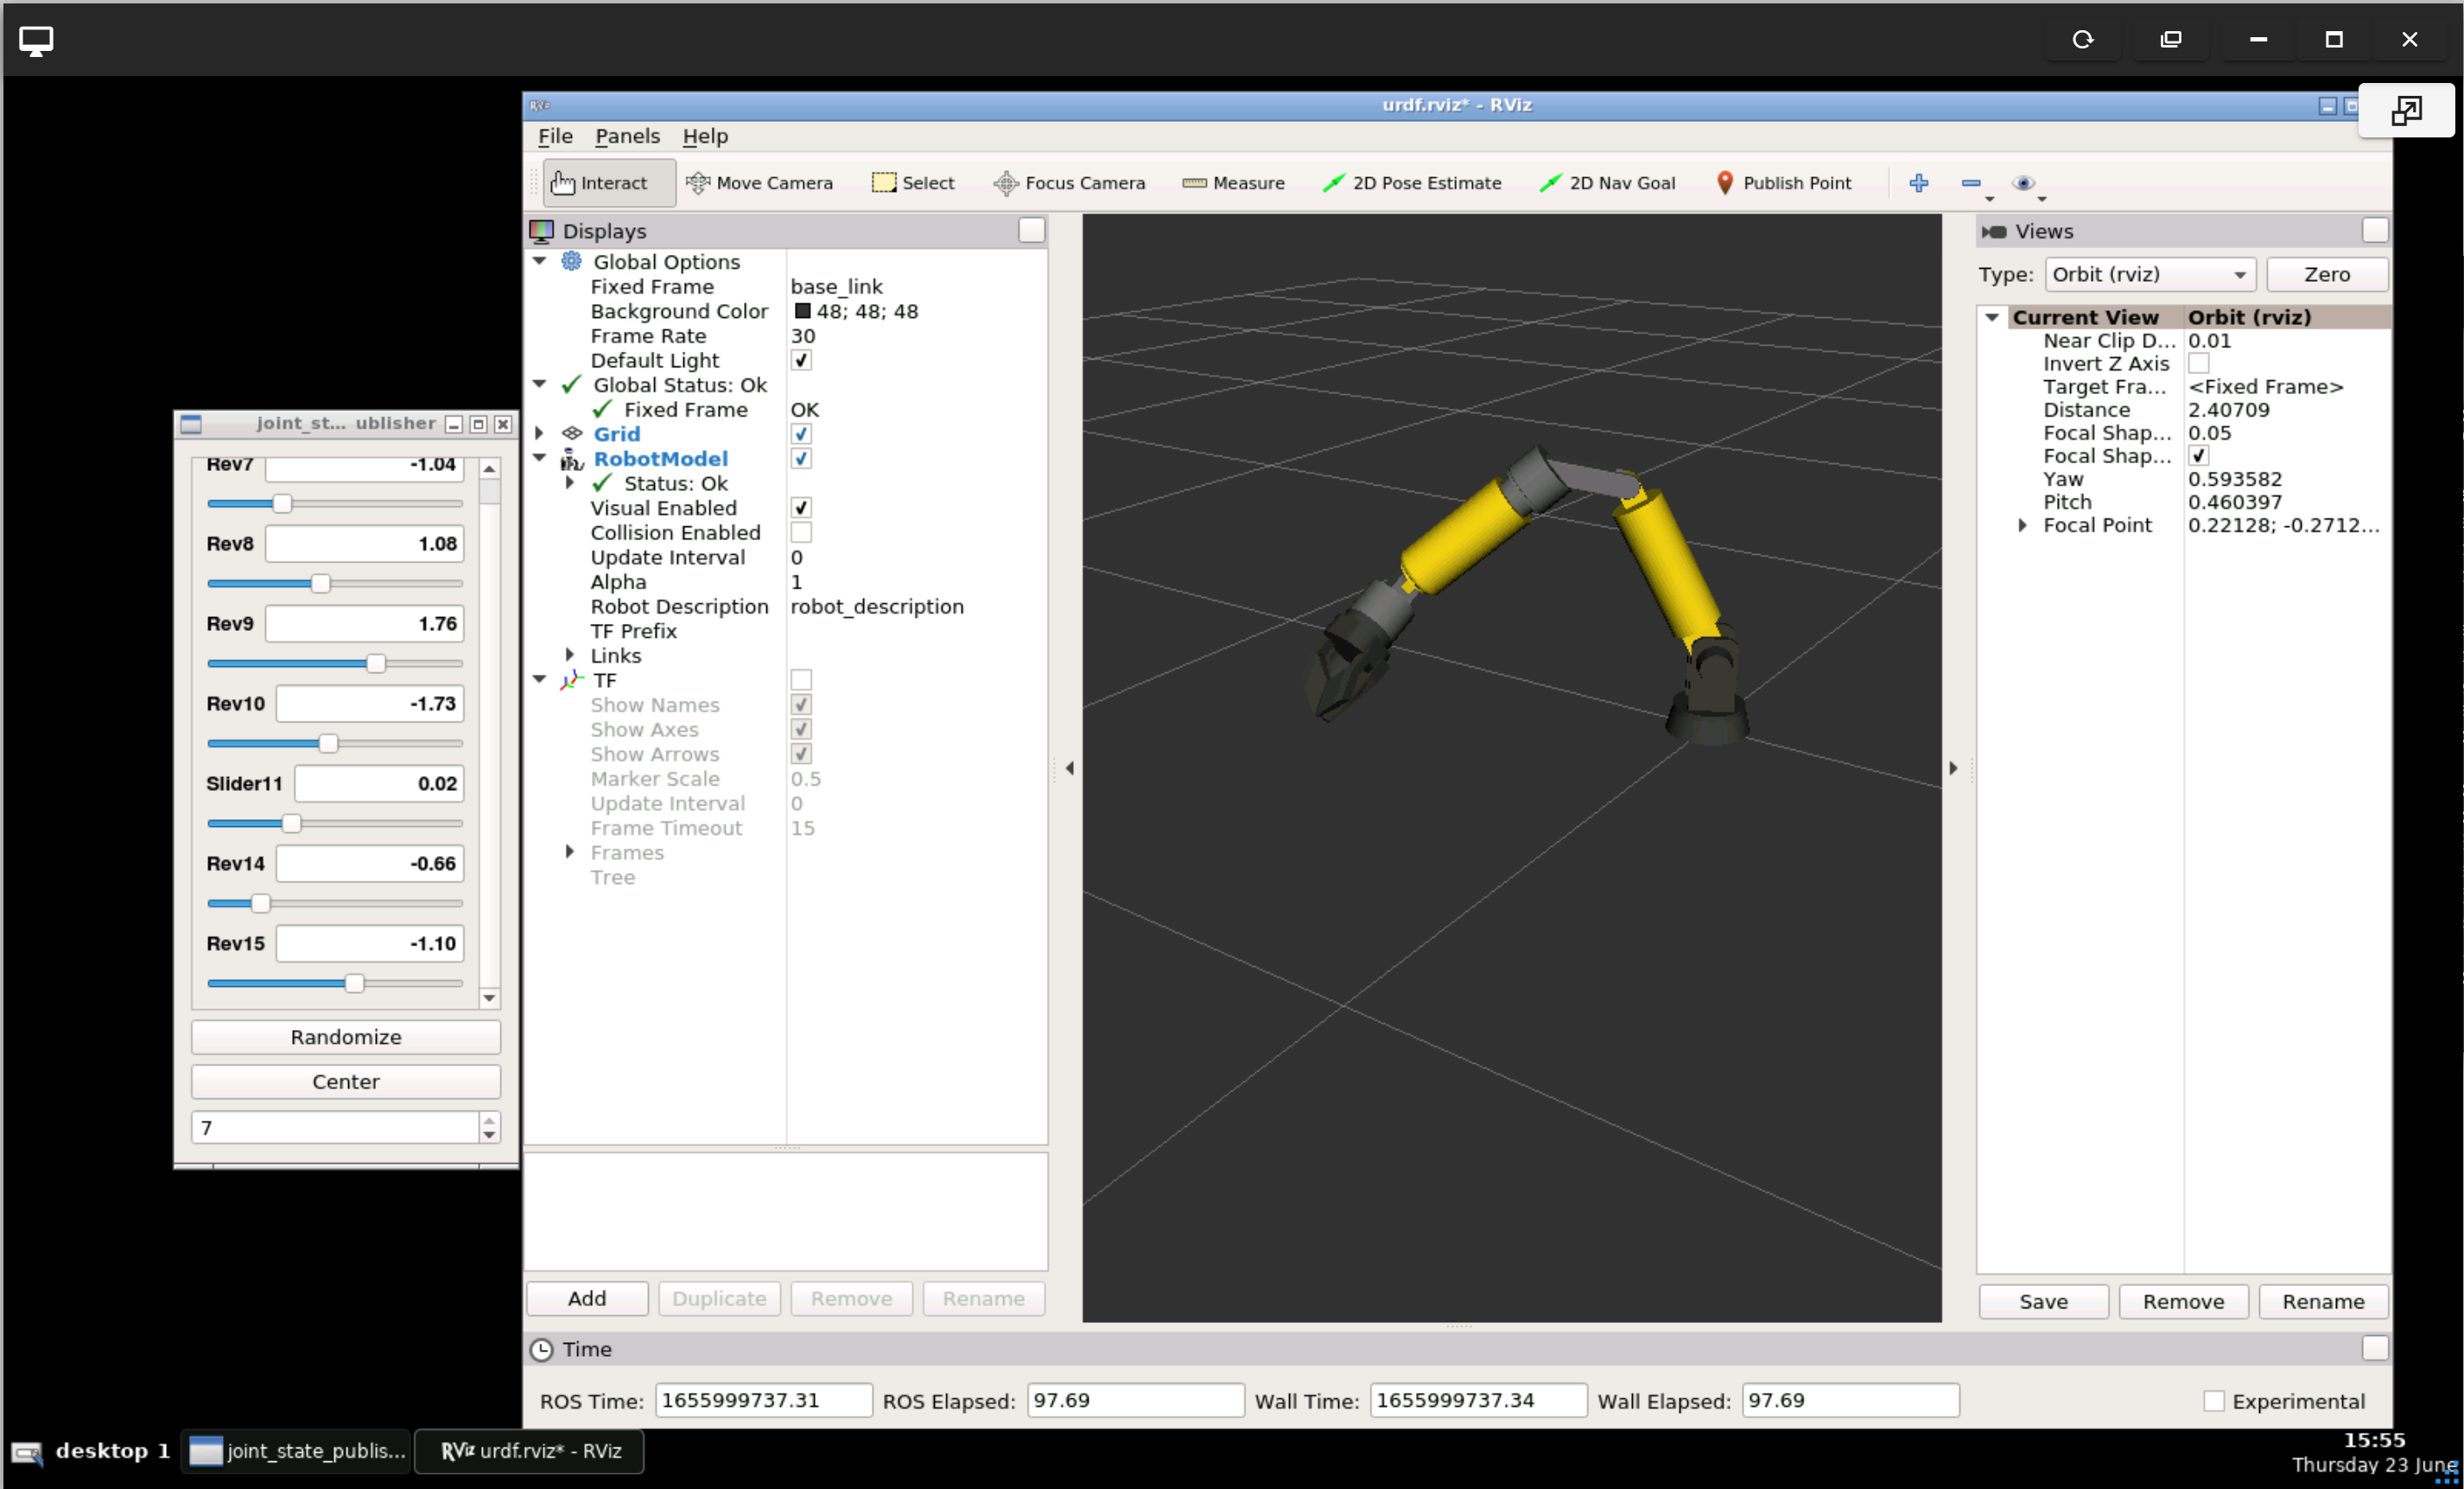 RViz
urdf.rviz* - RViz
File Panels Help
Interact Move Camera Select Focus Camera Measure 2D Pose Estimate 2D Nav Goal Publish Point
Displays
Global Options
Fixed Frame base_link
Background Color 48; 48; 48
Frame Rate 30
Default Light
Global Status: Ok
Fixed Frame OK
Grid
RobotModel
Status: Ok
Visual Enabled
Collision Enabled
Update Interval 0
Alpha 1
Robot Description robot_description
TF Prefix
Links
TF
Show Names
Show Axes
Show Arrows
Marker Scale 0.5
Update Interval 0
Frame Timeout 15
Frames
Tree
Add Duplicate Remove Rename
joint_st... ublisher
Rev7 -1.04
Rev8 1.08
Rev9 1.76
Rev10 -1.73
Slider11 0.02
Rev14 -0.66
Rev15 -1.10
Randomize
Center
7
Views
Type: Orbit (rviz) Zero
Current View Orbit (rviz)
Near Clip D... 0.01
Invert Z Axis
Target Fra... <Fixed Frame>
Distance 2.40709
Focal Shap... 0.05
Focal Shap...
Yaw 0.593582
Pitch 0.460397
Focal Point 0.22128; -0.2712...
Save Remove Rename
Time
ROS Time: 1655999737.31 ROS Elapsed: 97.69 Wall Time: 1655999737.34 Wall Elapsed: 97.69 Experimental
desktop 1 joint_state_publis... RViz urdf.rviz* - RViz
15:55
Thursday 23 June